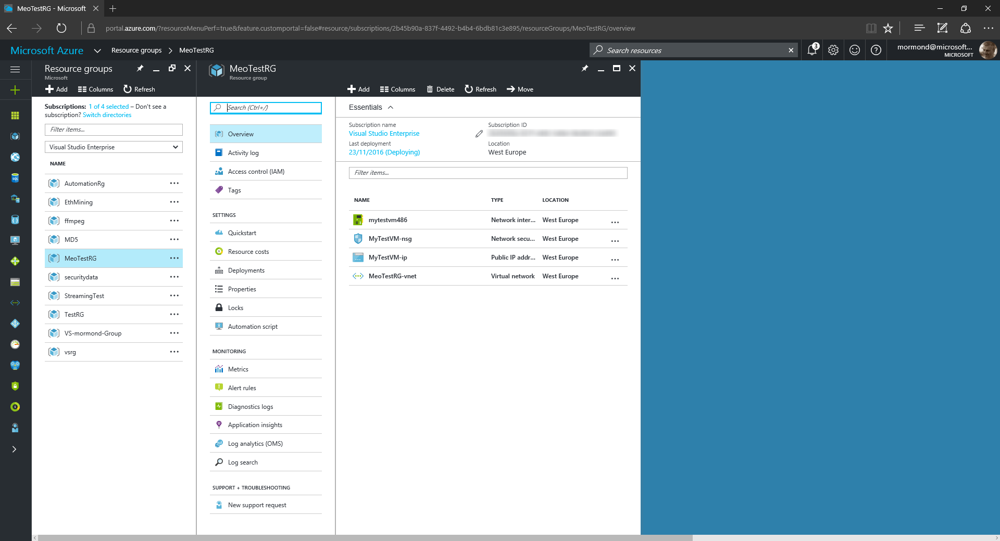 MeoTestRG - Microsoft
portal.azure.com/?resourceMenuPerf=true&feature.customportal=false#resource/subscriptions/2b45b90a-837f-4492-b4b4-6bdb81c3e895/resourceGroups/MeoTestRG/overview
Microsoft Azure
Resource groups
MeoTestRG
Search resources
3
mormond@microsoft...
MICROSOFT
Resource groups
Microsoft
Add
Columns
Refresh
Subscriptions: 1 of 4 selected – Don't see a
subscription? Switch directories
Filter items...
Visual Studio Enterprise
NAME
AutomationRg
EthMining
ffmpeg
MD5
MeoTestRG
securitydata
StreamingTest
TestRG
VS-mormond-Group
vsrg
MeoTestRG
Resource group
Search (Ctrl+/)
Overview
Activity log
Access control (IAM)
Tags
SETTINGS
Quickstart
Resource costs
Deployments
Properties
Locks
Automation script
MONITORING
Metrics
Alert rules
Diagnostics logs
Application insights
Log analytics (OMS)
Log search
SUPPORT + TROUBLESHOOTING
New support request
Add
Columns
Delete
Refresh
Move
Essentials
Subscription name
Visual Studio Enterprise
Subscription ID
Last deployment
23/11/2016 (Deploying)
Location
West Europe
Filter items...
NAME TYPE LOCATION
mytestvm486 Network inter... West Europe ...
MyTestVM-nsg Network secu... West Europe ...
MyTestVM-ip Public IP addr... West Europe ...
MeoTestRG-vnet Virtual network West Europe ...